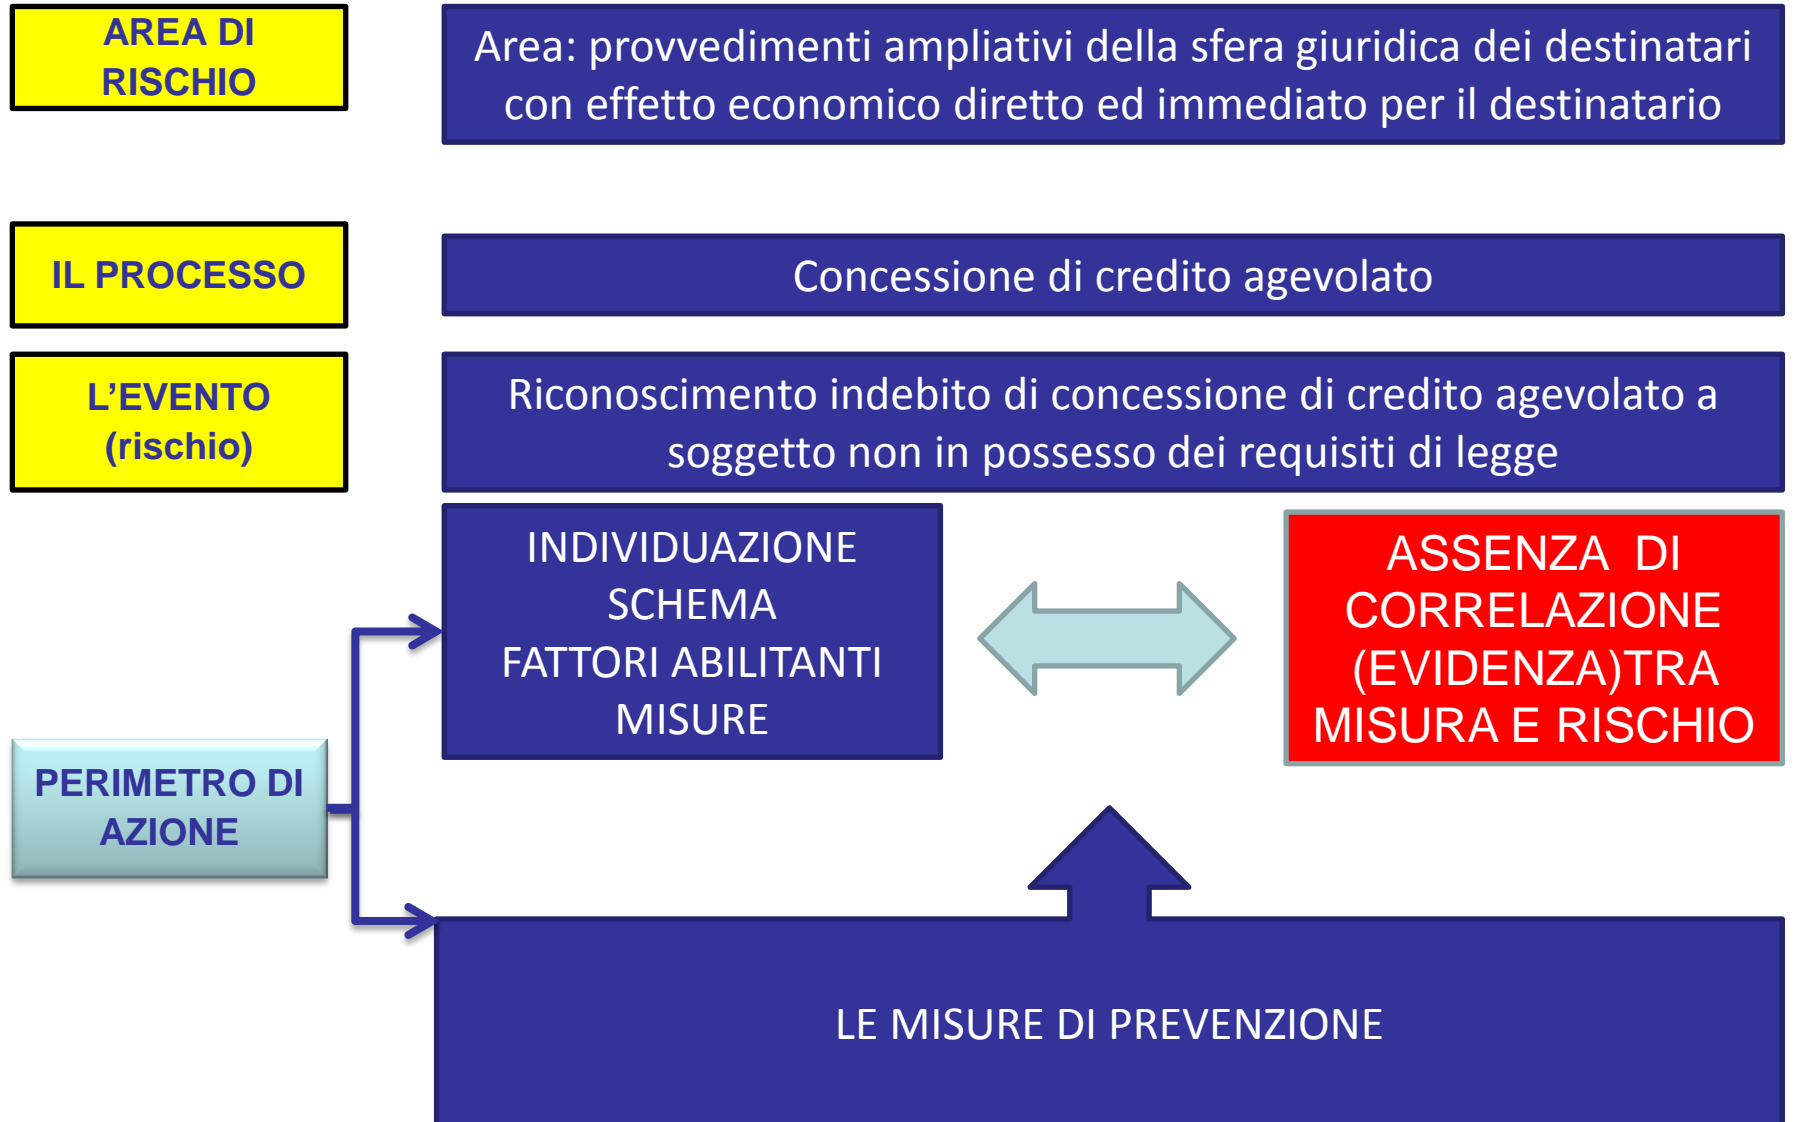 AREA DI
RISCHIO
Area: provvedimenti ampliativi della sfera giuridica dei destinatari
con effetto economico diretto ed immediato per il destinatario
IL PROCESSO
Concessione di credito agevolato
L’EVENTO
(rischio)
Riconoscimento indebito di concessione di credito agevolato a
soggetto non in possesso dei requisiti di legge
INDIVIDUAZIONE
SCHEMA
FATTORI ABILITANTI
MISURE
ASSENZA  DI
CORRELAZIONE
(EVIDENZA)TRA
MISURA E RISCHIO
PERIMETRO DI
AZIONE
LE MISURE DI PREVENZIONE